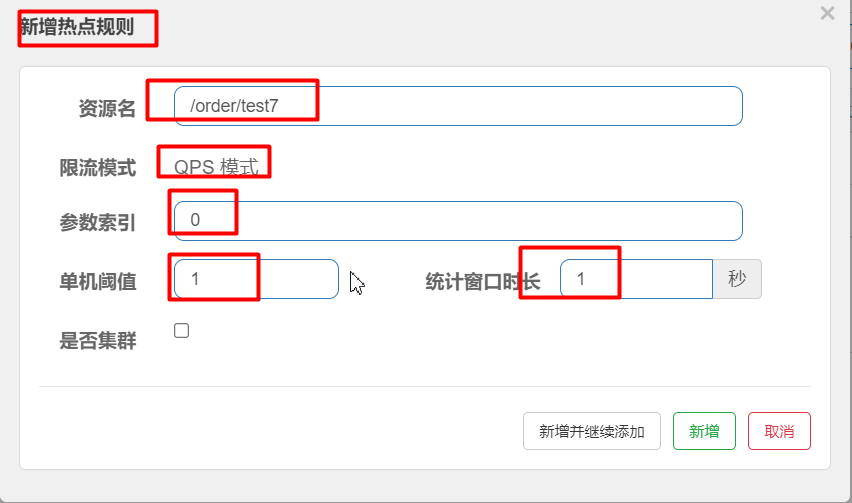 新增热点规则
×
资源名 /order/test7
限流模式 QPS 模式
参数索引 0
单机阈值 1 统计窗口时长 1 秒
是否集群
新增并继续添加 新增 取消